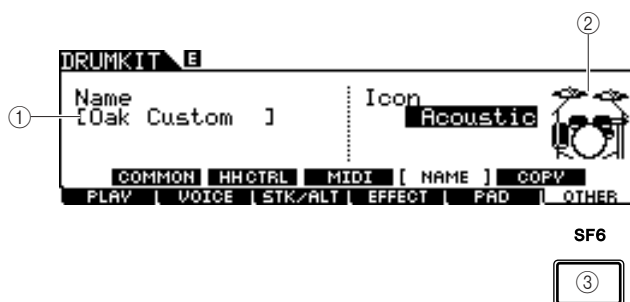 ②
DRUMKIT E
Name
Icon
① [Oak Custom ]
Acoustic
COMMON HHCTRL MIDI [ NAME ] COPY
PLAY VOICE STK/ALT EFFECT PAD OTHER
SF6
③